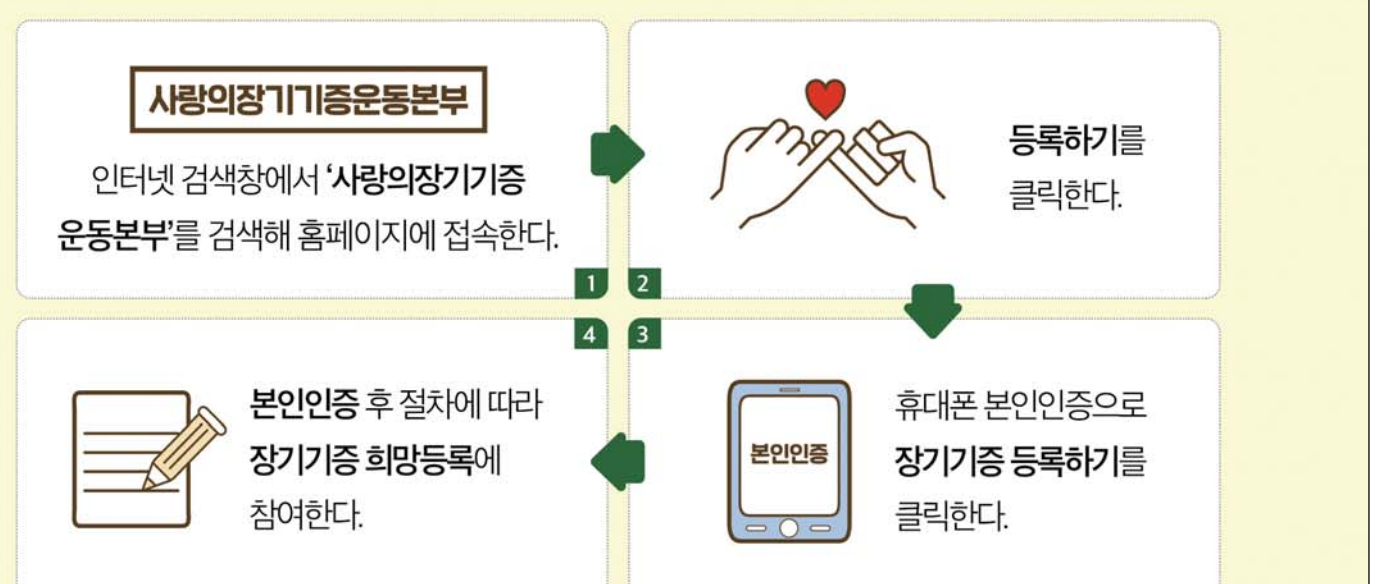 사랑의장기기증운동본부
인터넷 검색창에서 ‘사랑의장기기증
운동본부’를 검색해 홈페이지에 접속한다.
1
2
등록하기를
클릭한다.
3
휴대폰 본인인증으로
장기기증 등록하기를
클릭한다.
본인인증
4
본인인증 후 절차에 따라
장기기증 희망등록에
참여한다.